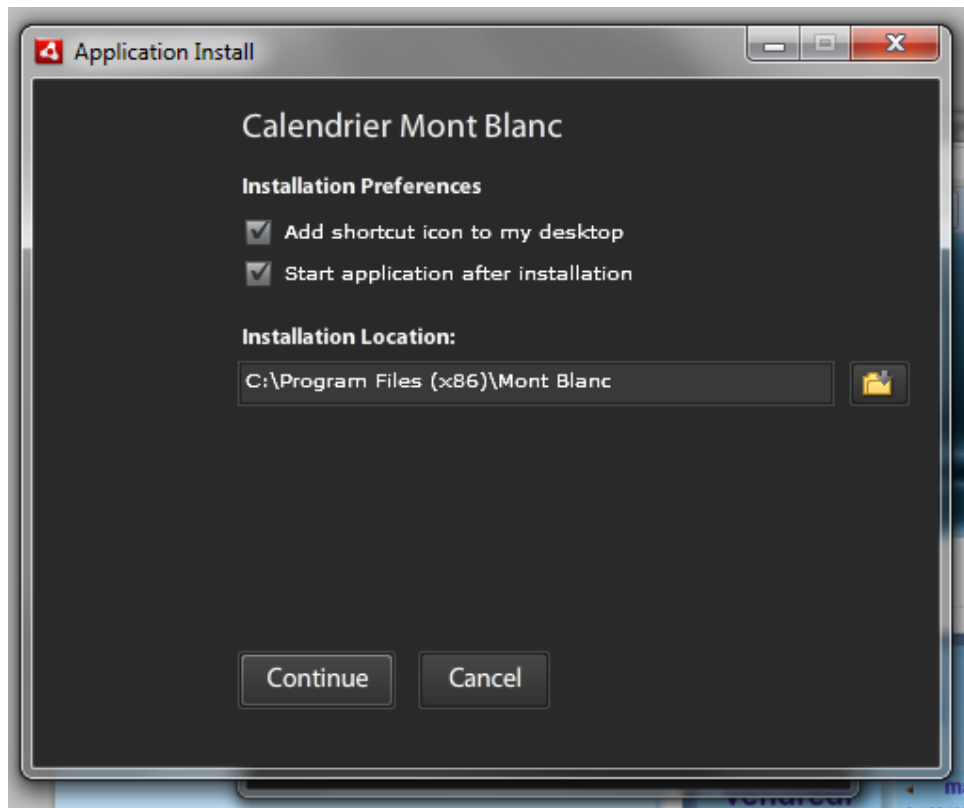 Application Install
Calendrier Mont Blanc
Installation Preferences
Add shortcut icon to my desktop
Start application after installation
Installation Location:
C:\Program Files (x86)\Mont Blanc
Continue Cancel